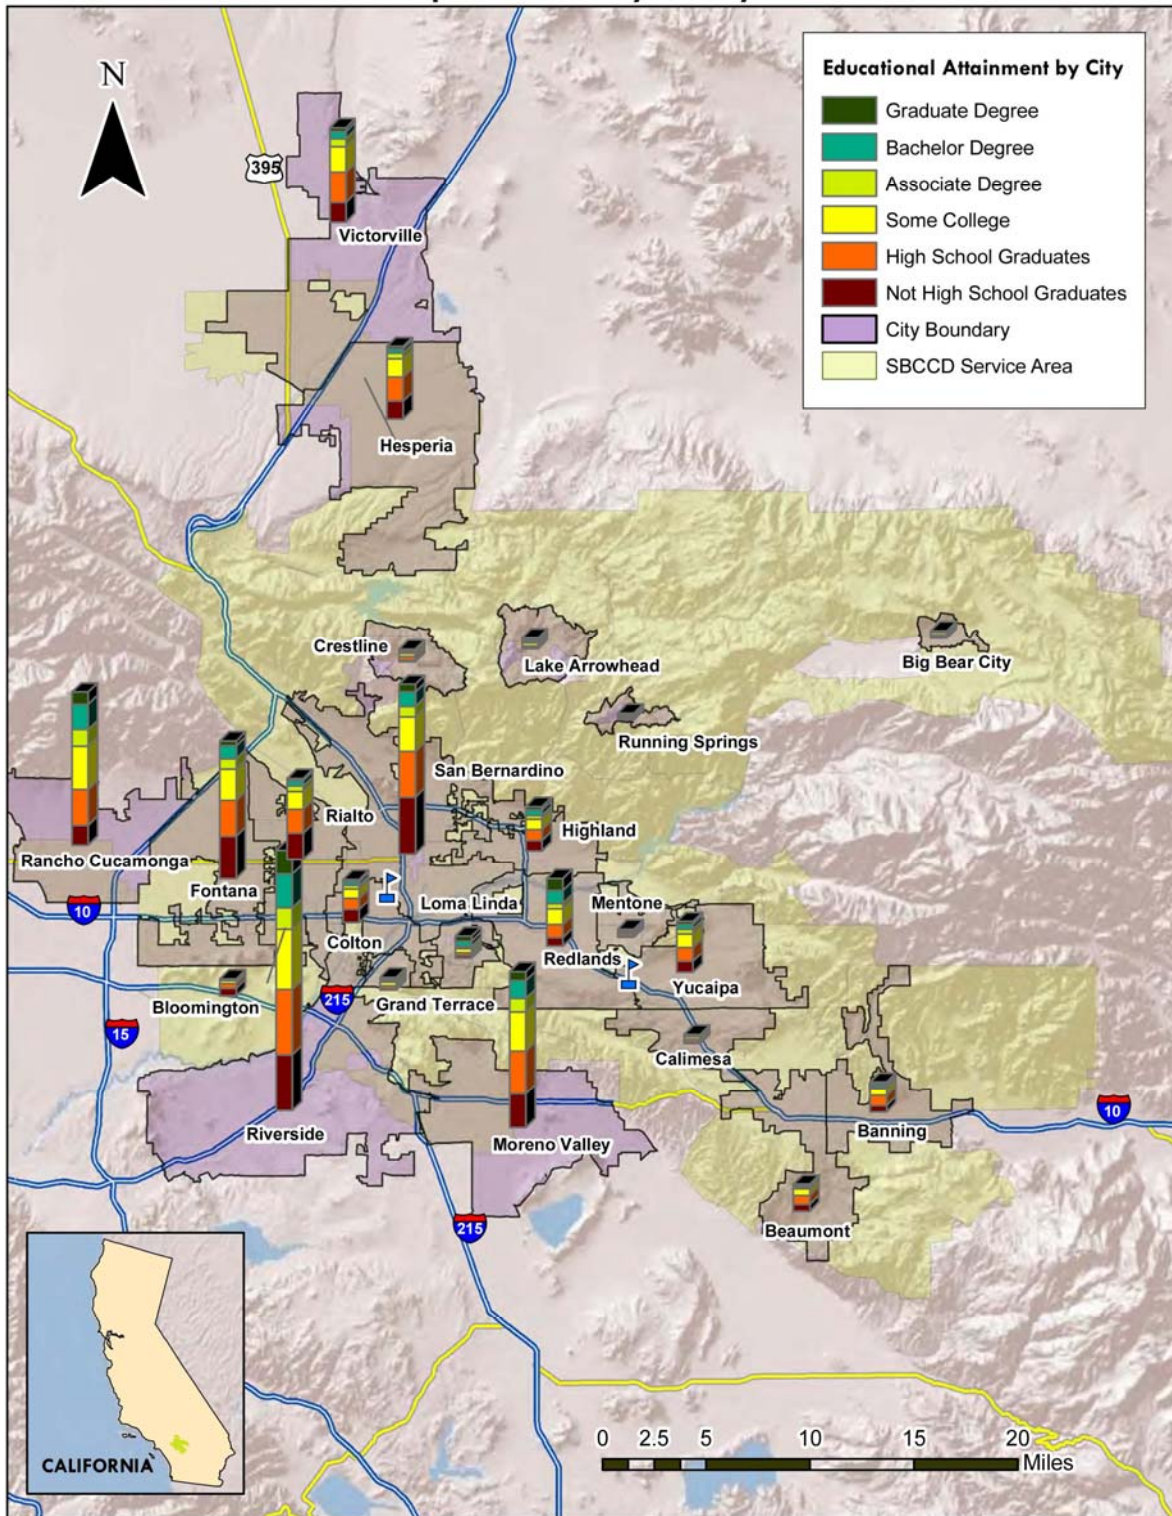 N
Educational Attainment by City
Graduate Degree
Bachelor Degree
Associate Degree
Some College
High School Graduates
Not High School Graduates
City Boundary
SBCCD Service Area
395
Victorville
Hesperia
Crestline
Lake Arrowhead
Big Bear City
Running Springs
San Bernardino
Rialto
Highland
Rancho Cucamonga
Fontana
10
Loma Linda
Mentone
Colton
Redlands
Yucaipa
Bloomington
215
Grand Terrace
15
Calimesa
Riverside
Moreno Valley
Banning
10
Beaumont
215
CALIFORNIA
0 2.5 5 10 15 20
Miles